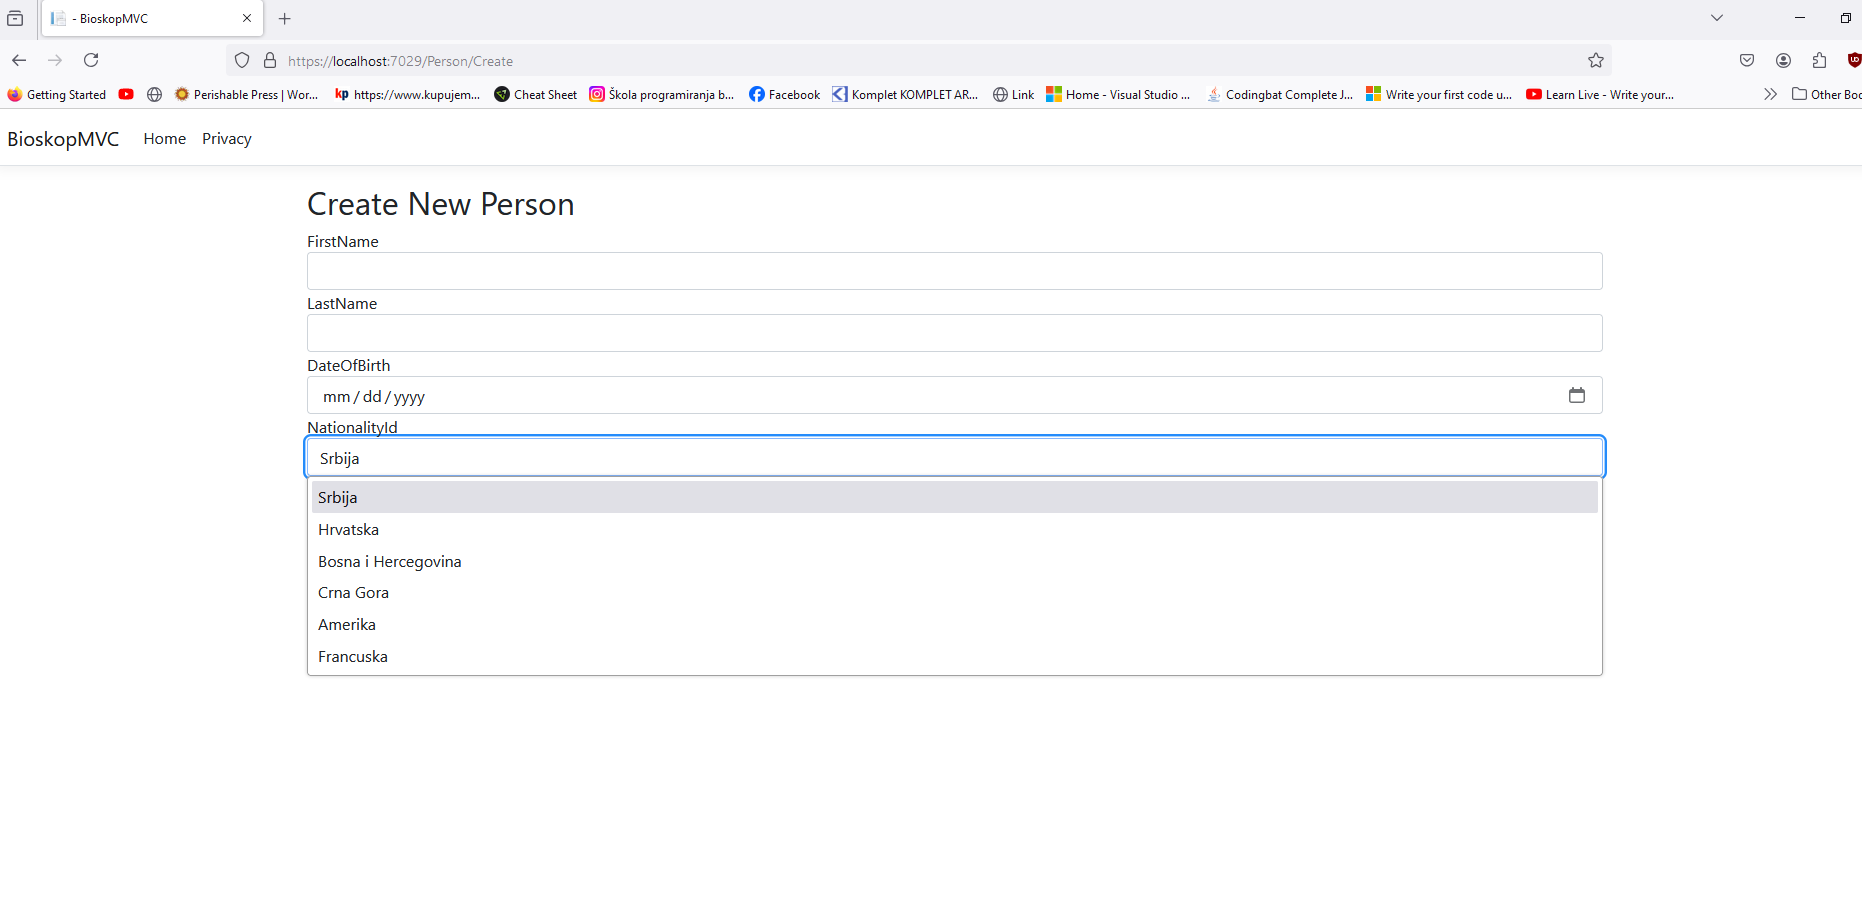 - BioskopMVC
https://localhost:7029/Person/Create
Getting Started Perishable Press | Wor... kp https://www.kupujem... Cheat Sheet Škola programiranja b... Facebook Komplet KOMPLET AR... Link Home - Visual Studio ... Codingbat Complete J... Write your first code u... Learn Live - Write your... Other Boo
BioskopMVC Home Privacy
Create New Person
FirstName
LastName
DateOfBirth
mm / dd / yyyy
NationalityId
Srbija
Srbija
Hrvatska
Bosna i Hercegovina
Crna Gora
Amerika
Francuska